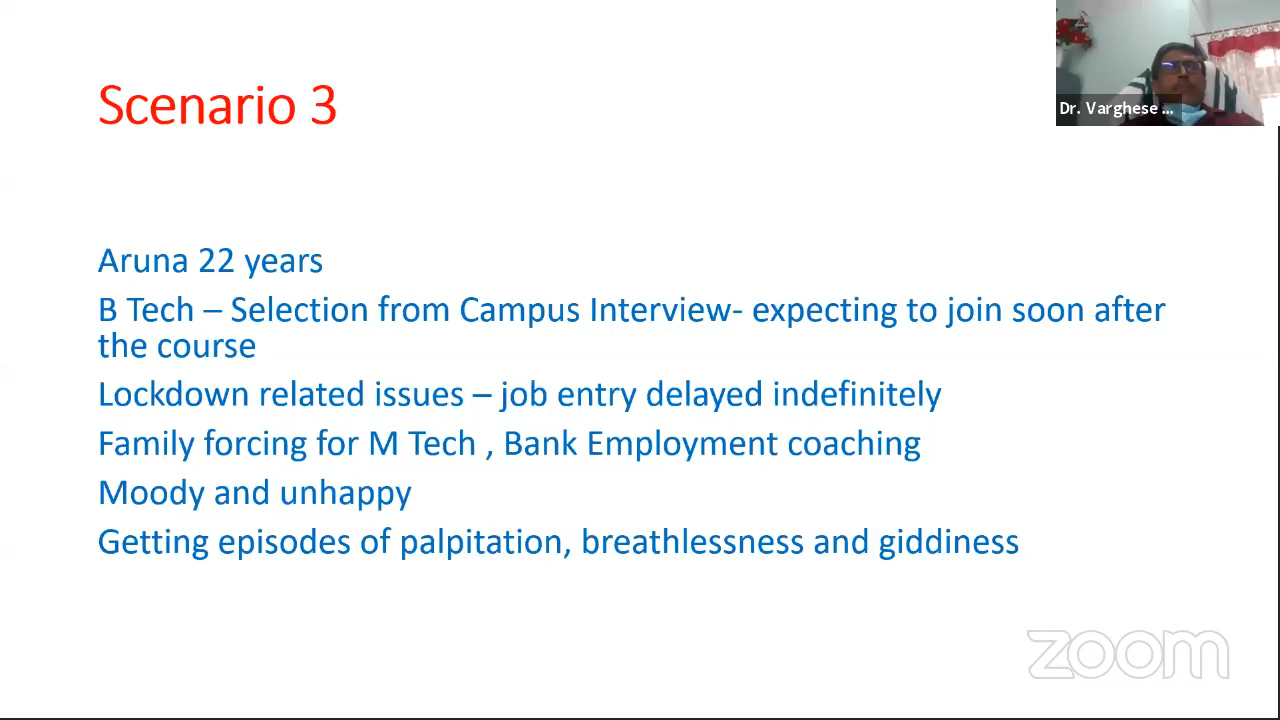 Scenario 3
Dr. Varghese ...
Aruna 22 years
B Tech – Selection from Campus Interview- expecting to join soon after
the course
Lockdown related issues – job entry delayed indefinitely
Family forcing for M Tech , Bank Employment coaching
Moody and unhappy
Getting episodes of palpitation, breathlessness and giddiness
zoom